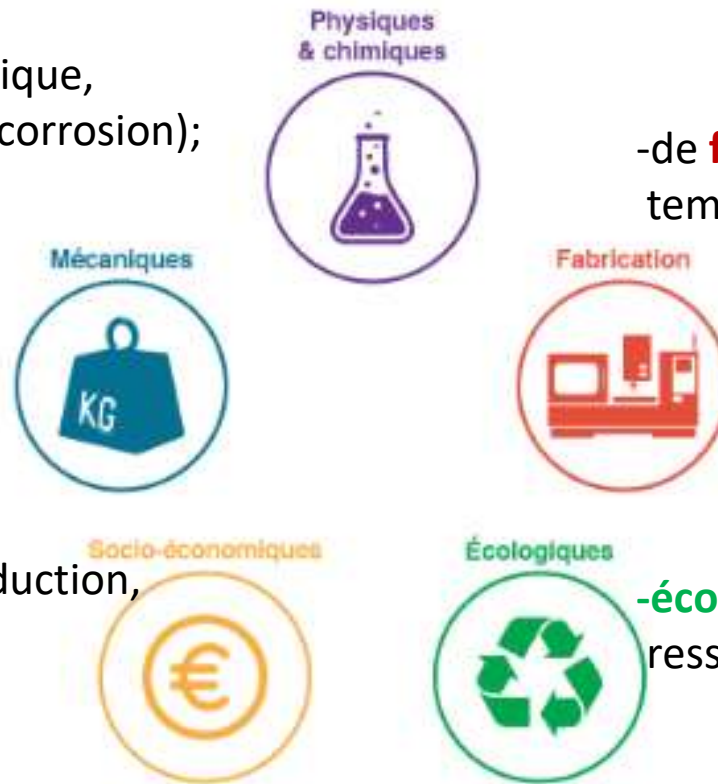 Physiques
& chimiques
ique,
corrosion);
-de f
tem
Mécaniques
Fabrication
KG
Socio-économiques
duction,
Écologiques
-éco
ress
€